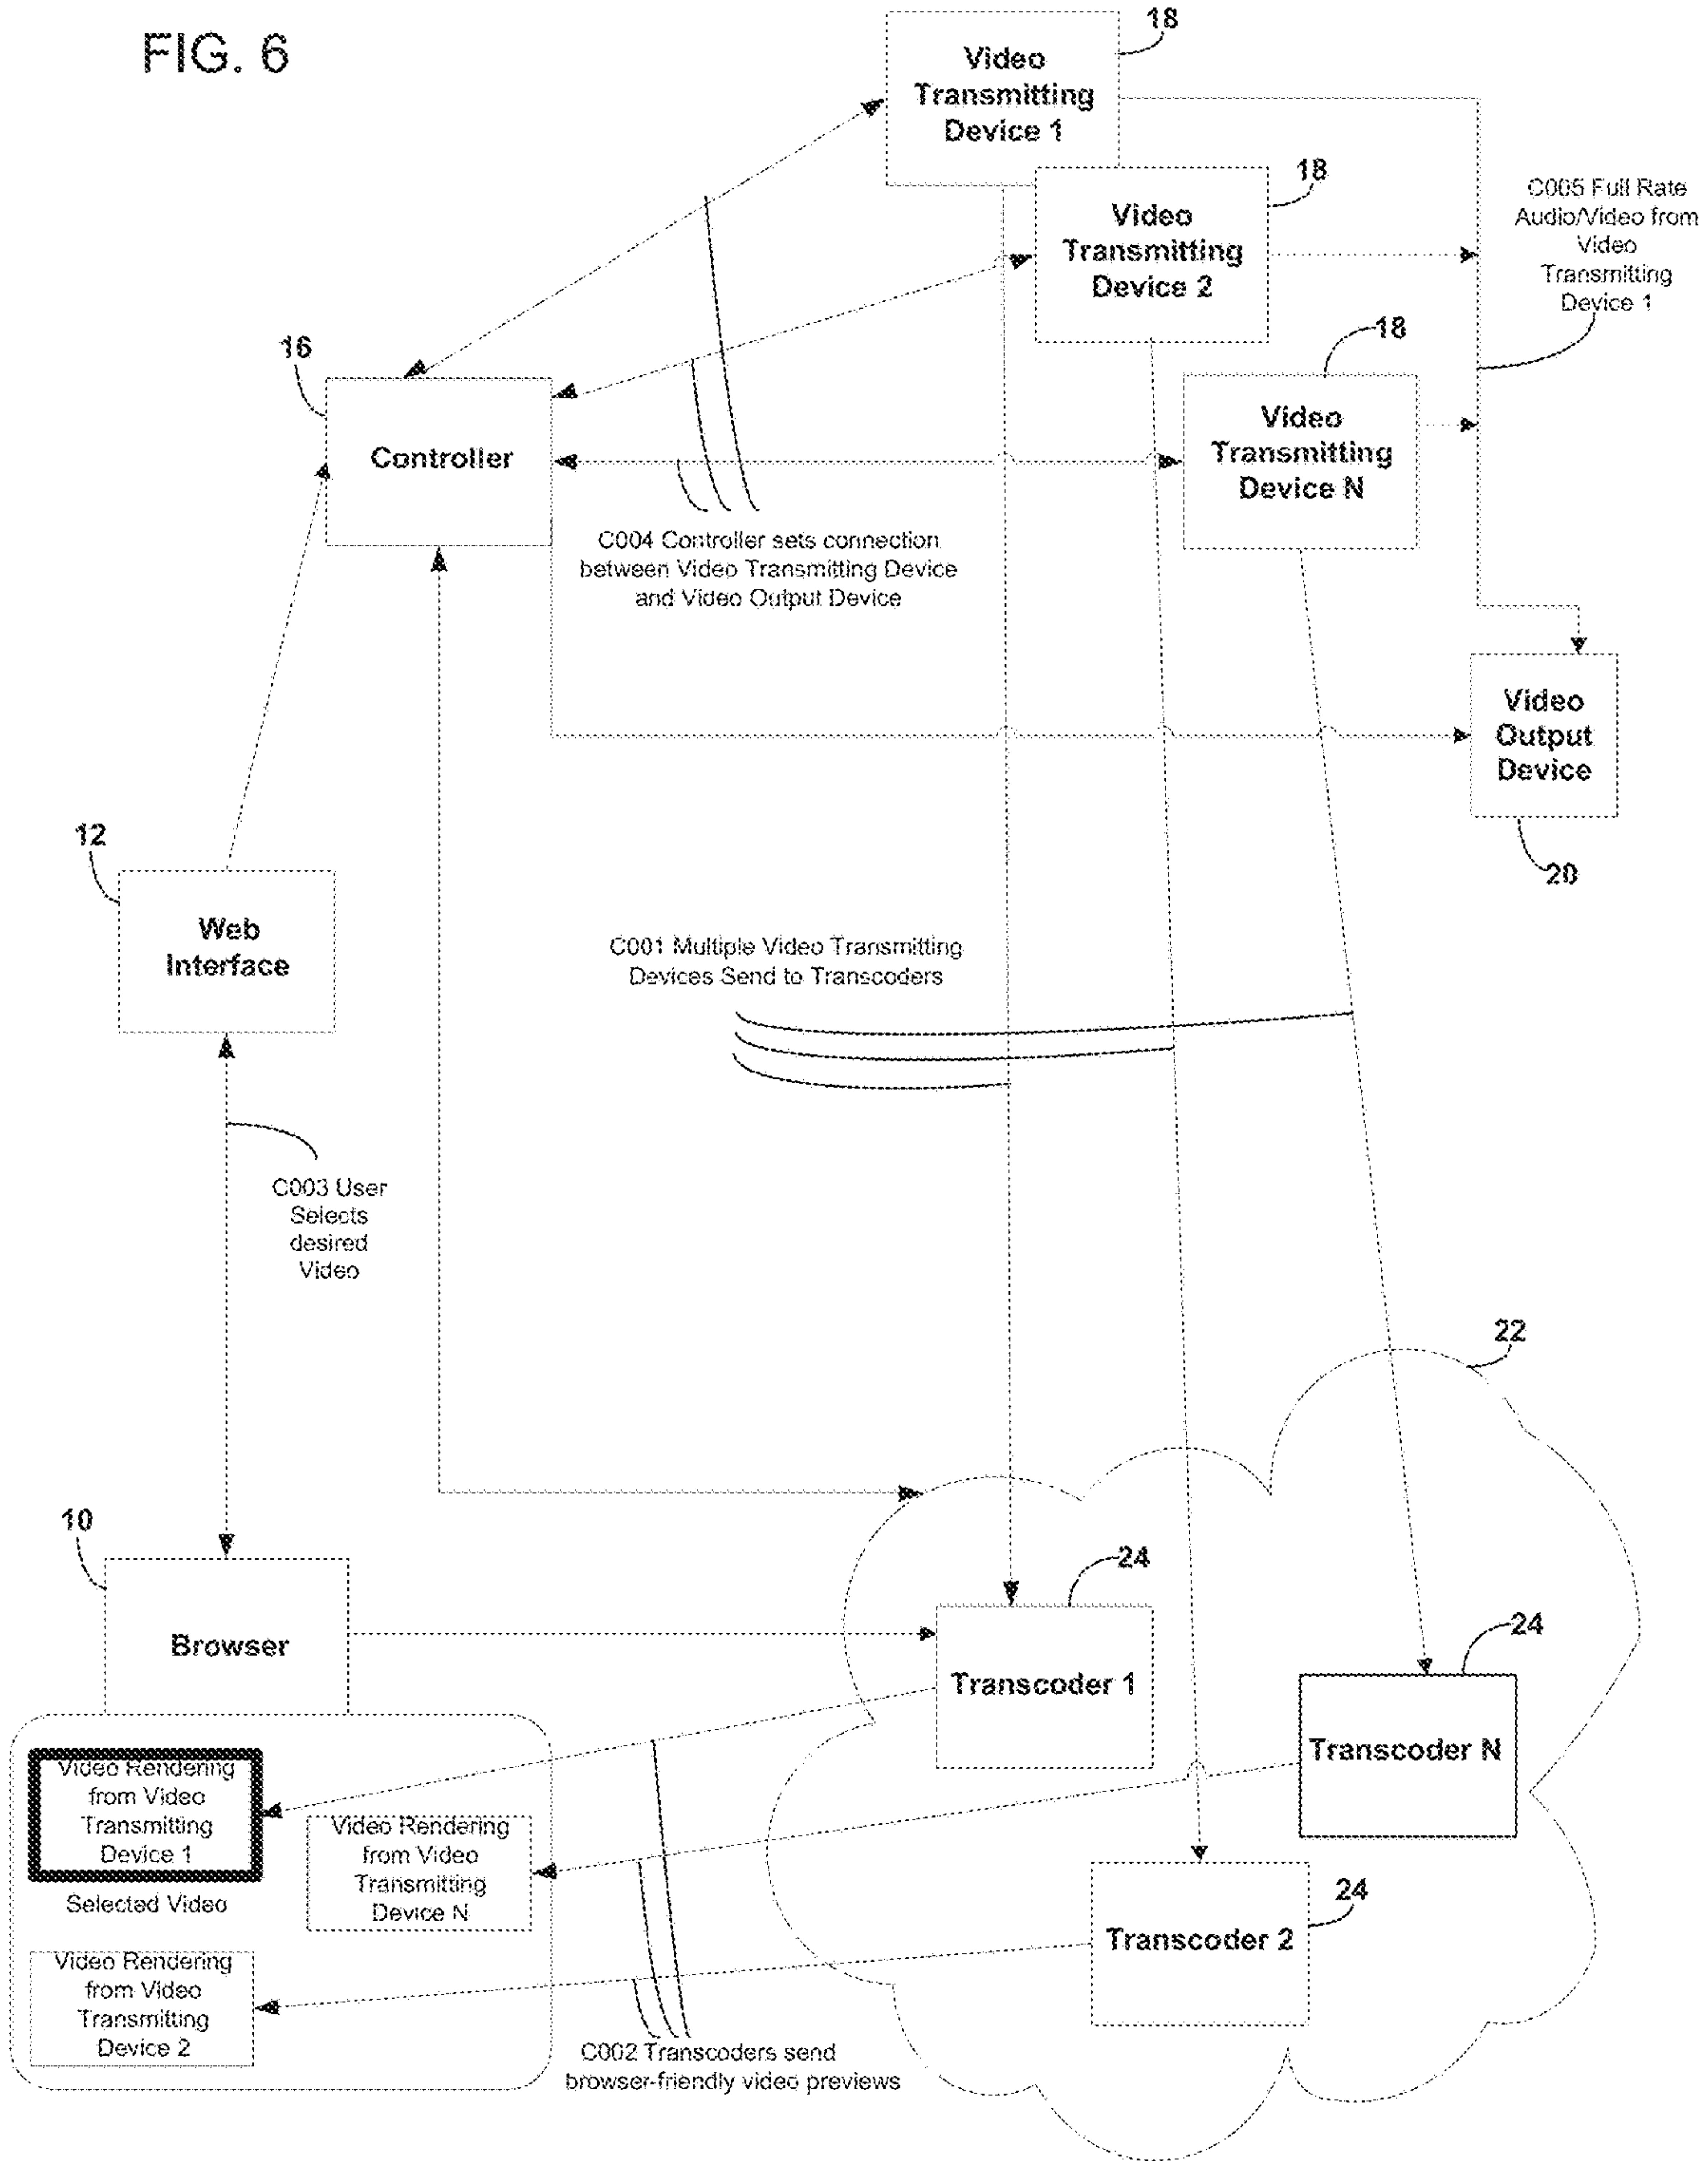 FIG. 6
18
Video
Transmitting
Device 1
18
Video
Transmitting
Device 2
C005 Full Rate
Audio/Video from
Video
Transmitting
Device 1
18
Video
Transmitting
Device N
16
Controller
C004 Controller sets connection
between Video Transmitting Device
and Video Output Device
Video
Output
Device
20
12
Web
Interface
C001 Multiple Video Transmitting
Devices Send to Transcoders
C003 User
Selects
desired
Video
22
10
Browser
24
Transcoder 1
24
Transcoder N
24
Transcoder 2
Video Rendering
from Video
Transmitting
Device 1
Selected Video
Video Rendering
from Video
Transmitting
Device N
Video Rendering
from Video
Transmitting
Device 2
C002 Transcoders send
browser-friendly video previews